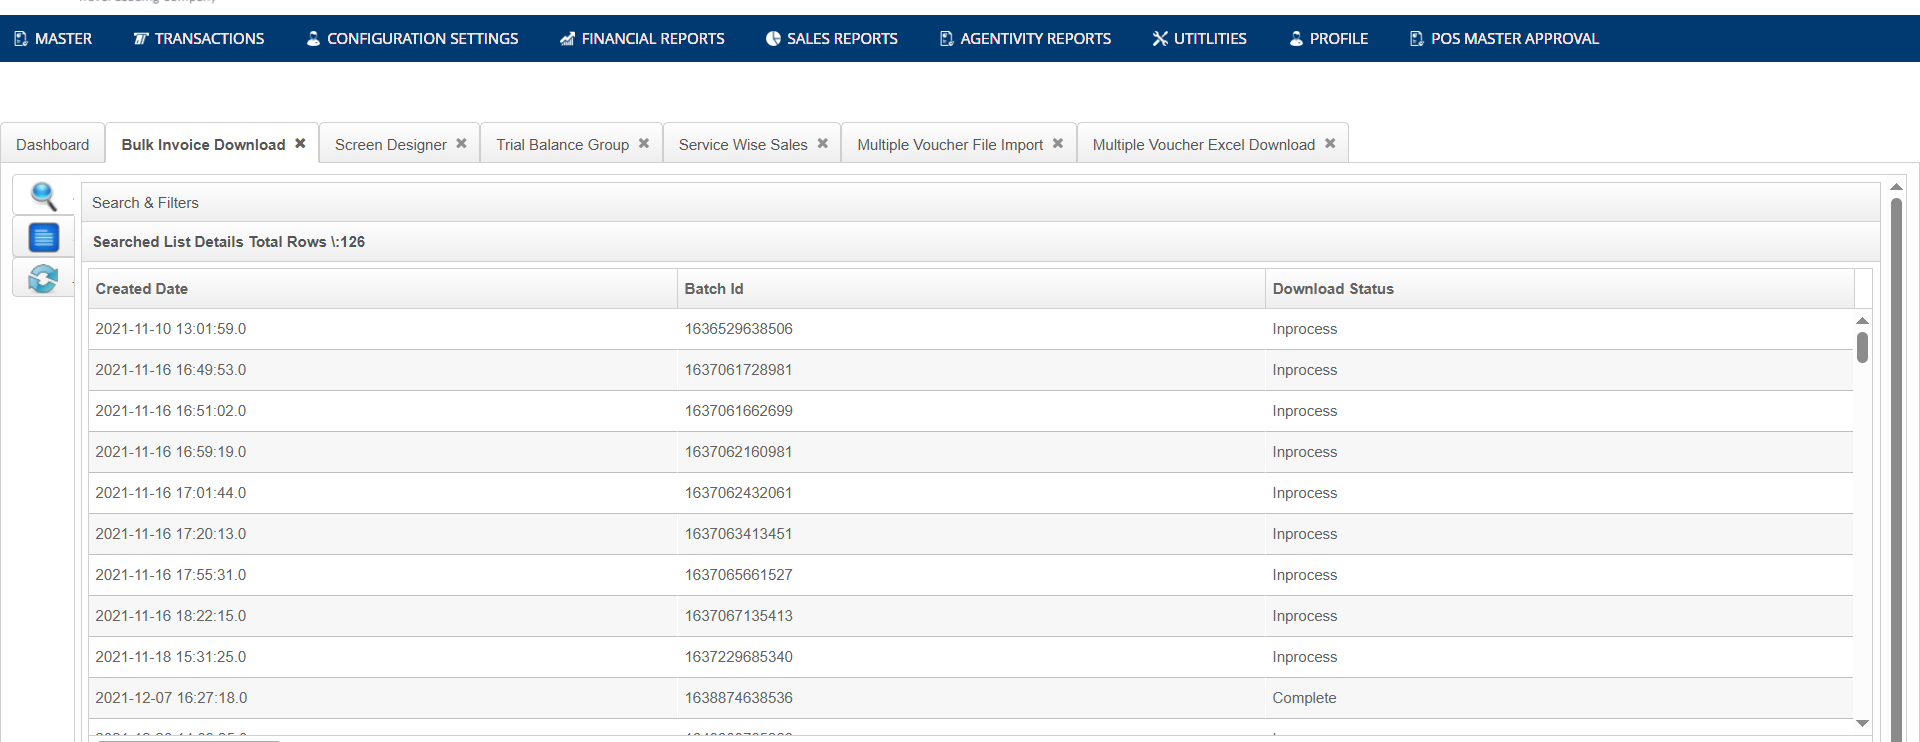 MASTER TRANSACTIONS CONFIGURATION SETTINGS FINANCIAL REPORTS SALES REPORTS AGENTIVITY REPORTS UTITLITIES PROFILE POS MASTER APPROVAL
Dashboard Bulk Invoice Download Screen Designer Trial Balance Group Service Wise Sales Multiple Voucher File Import Multiple Voucher Excel Download
Search & Filters
Searched List Details Total Rows \:126
Created Date Batch Id Download Status
2021-11-10 13:01:59.0 1636529638506 Inprocess
2021-11-16 16:49:53.0 1637061728981 Inprocess
2021-11-16 16:51:02.0 1637061662699 Inprocess
2021-11-16 16:59:19.0 1637062160981 Inprocess
2021-11-16 17:01:44.0 1637062432061 Inprocess
2021-11-16 17:20:13.0 1637063413451 Inprocess
2021-11-16 17:55:31.0 1637065661527 Inprocess
2021-11-16 18:22:15.0 1637067135413 Inprocess
2021-11-18 15:31:25.0 1637229685340 Inprocess
2021-12-07 16:27:18.0 1638874638536 Complete